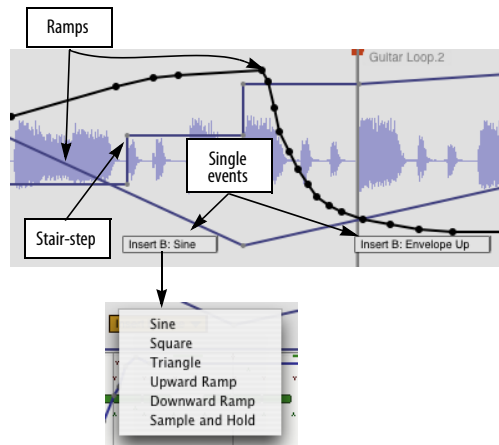 Ramps
Guitar Loop.2
Single
events
Stair-step
Insert B: Sine
Insert B: Envelope Up
Sine
Square
Triangle
Upward Ramp
Downward Ramp
Sample and Hold